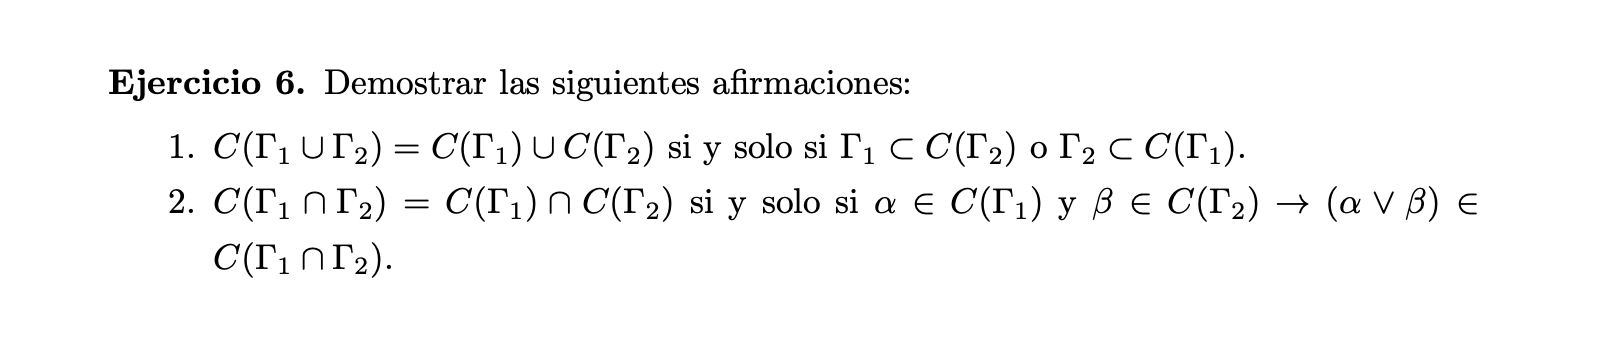 Ejercicio 6. Demostrar las siguientes afirmaciones:
1. C(Γ₁ ∪ Γ₂) = C(Γ₁) ∪ C(Γ₂) si y solo si Γ₁ ⊂ C(Γ₂) o Γ₂ ⊂ C(Γ₁).
2. C(Γ₁ ∩ Γ₂) = C(Γ₁) ∩ C(Γ₂) si y solo si α ∈ C(Γ₁) y β ∈ C(Γ₂) → (α ∨ β) ∈
C(Γ₁ ∩ Γ₂).